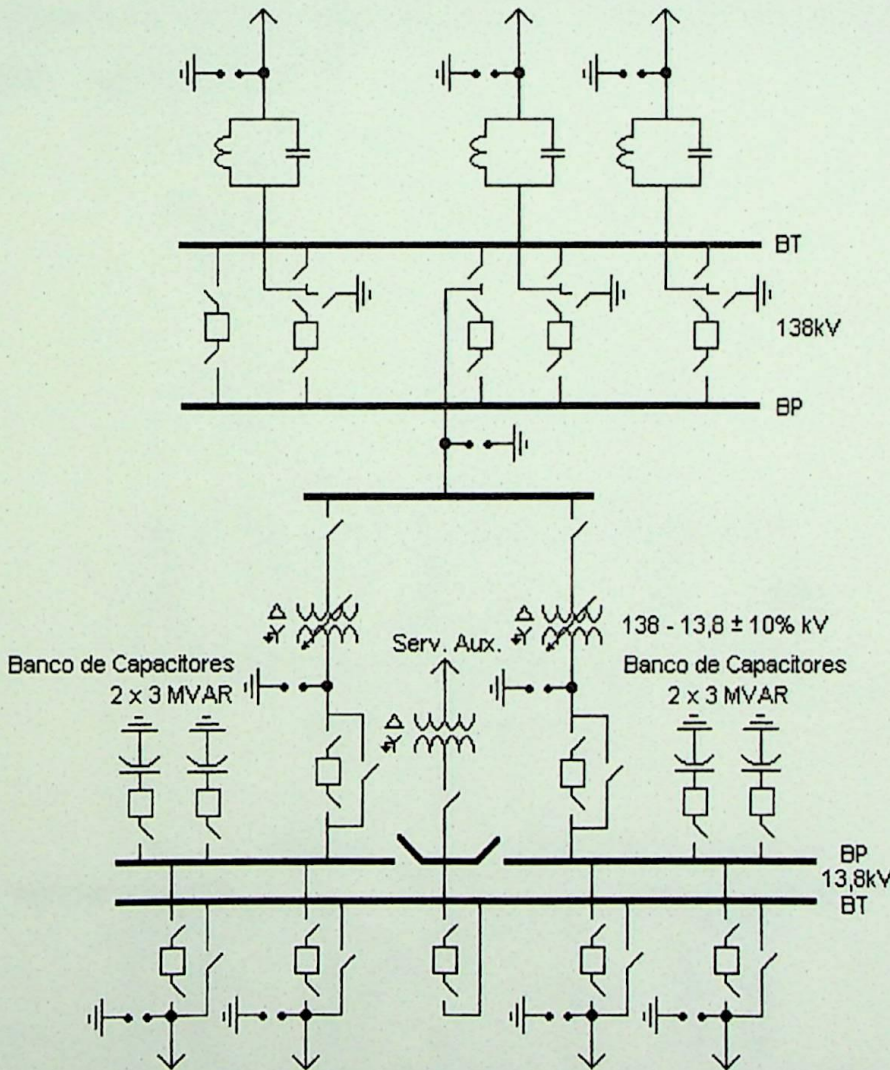 BT
138kV
BP
138 - 13,8 ± 10% kV
Serv. Aux.
Banco de Capacitores
2 x 3 MVAR
Banco de Capacitores
2 x 3 MVAR
BP
13,8kV
BT